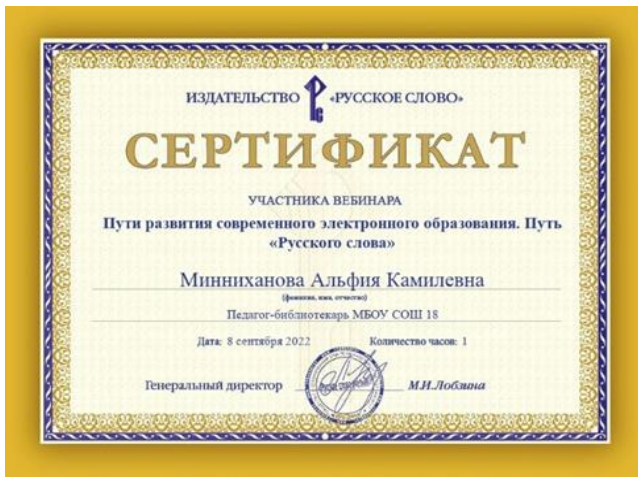 ИЗДАТЕЛЬСТВО «РУССКОЕ СЛОВО»
СЕРТИФИКАТ
УЧАСТНИКА ВЕБИНАРА
Пути развития современного электронного образования. Путь
«Русского слова»
Минниханова Альфия Камилевна
(фамилия, имя, отчество)
Педагог-библиотекарь МБОУ СОШ 18
Дата: 8 сентября 2022 Количество часов: 1
Генеральный директор М.И.Лобзина